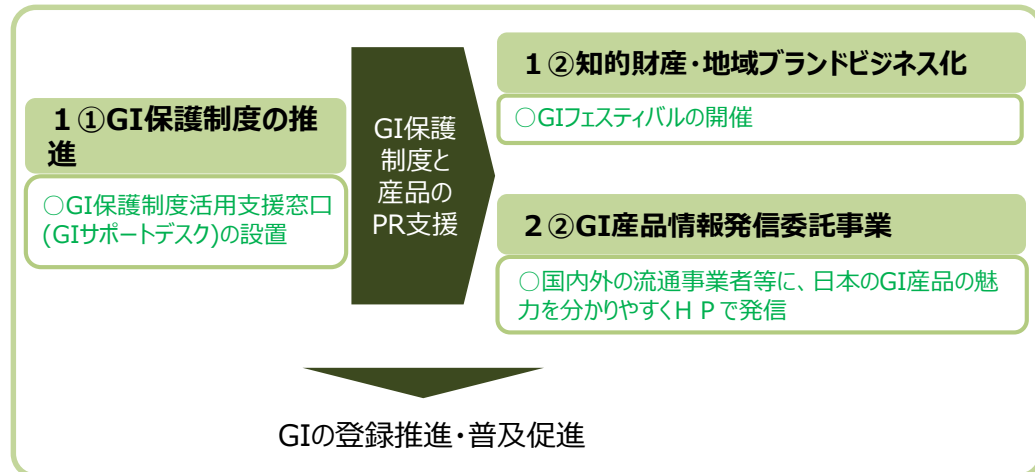 １①GI保護制度の推
進
○GI保護制度活用支援窓口
(GIサポートデスク)の設置
GI保護
制度と
産品の
PR支援
１②知的財産・地域ブランドビジネス化
○GIフェスティバルの開催
２②GI産品情報発信委託事業
○国内外の流通事業者等に、日本のGI産品の魅
力を分かりやすくＨＰで発信
GIの登録推進・普及促進